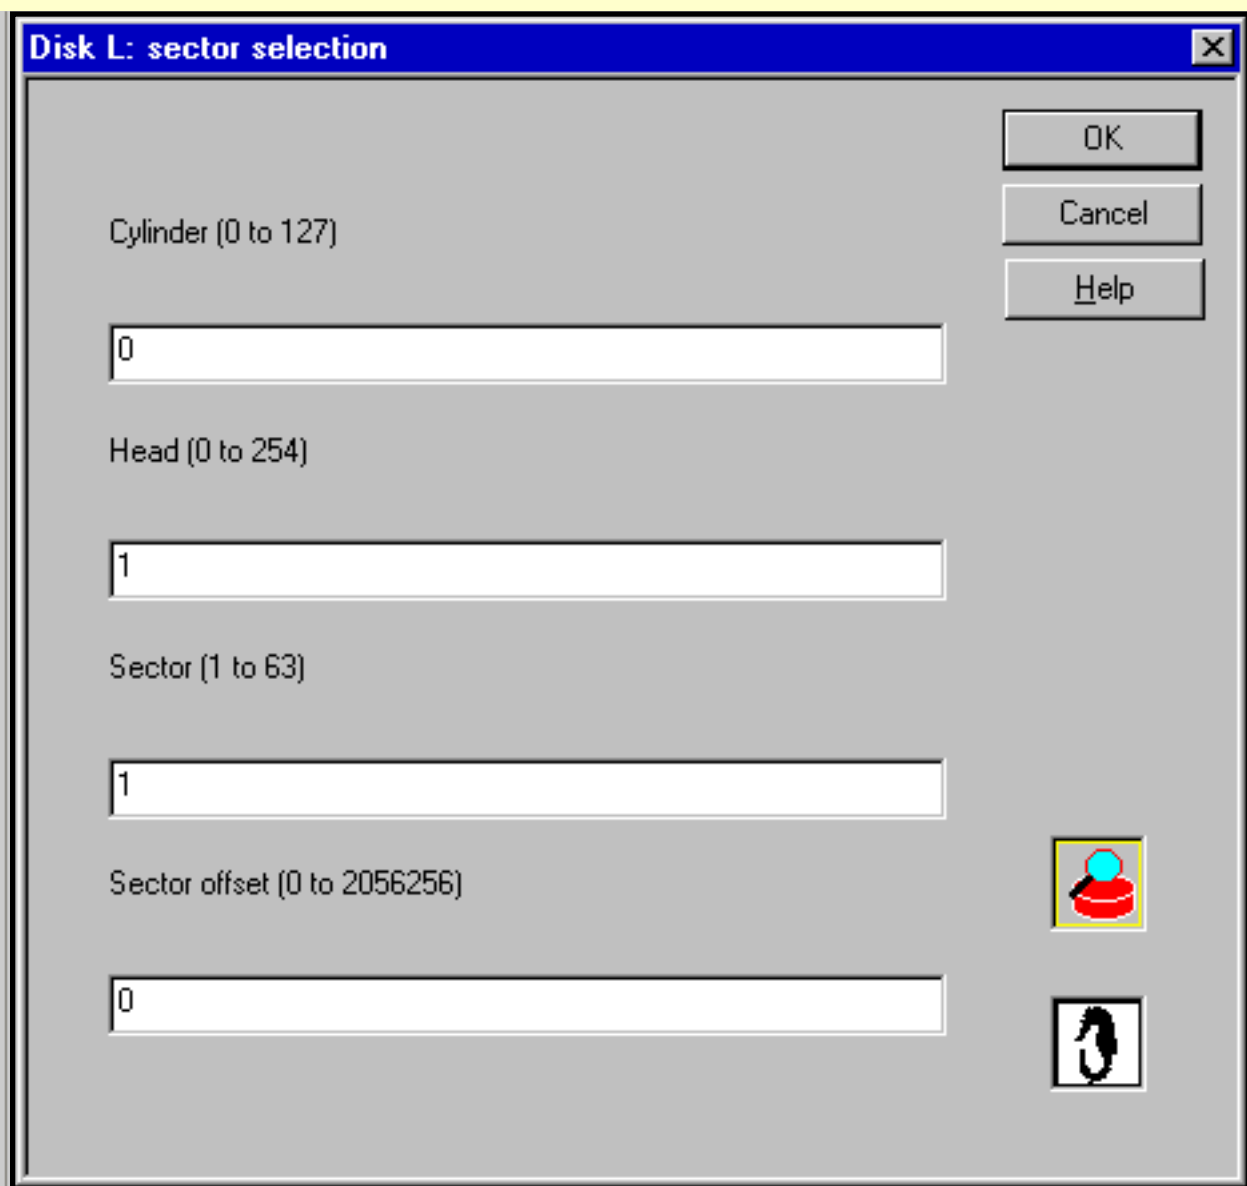 Disk L: sector selection
OK
Cancel
Help
Cylinder (0 to 127)
0
Head (0 to 254)
1
Sector (1 to 63)
1
Sector offset (0 to 2056256)
0